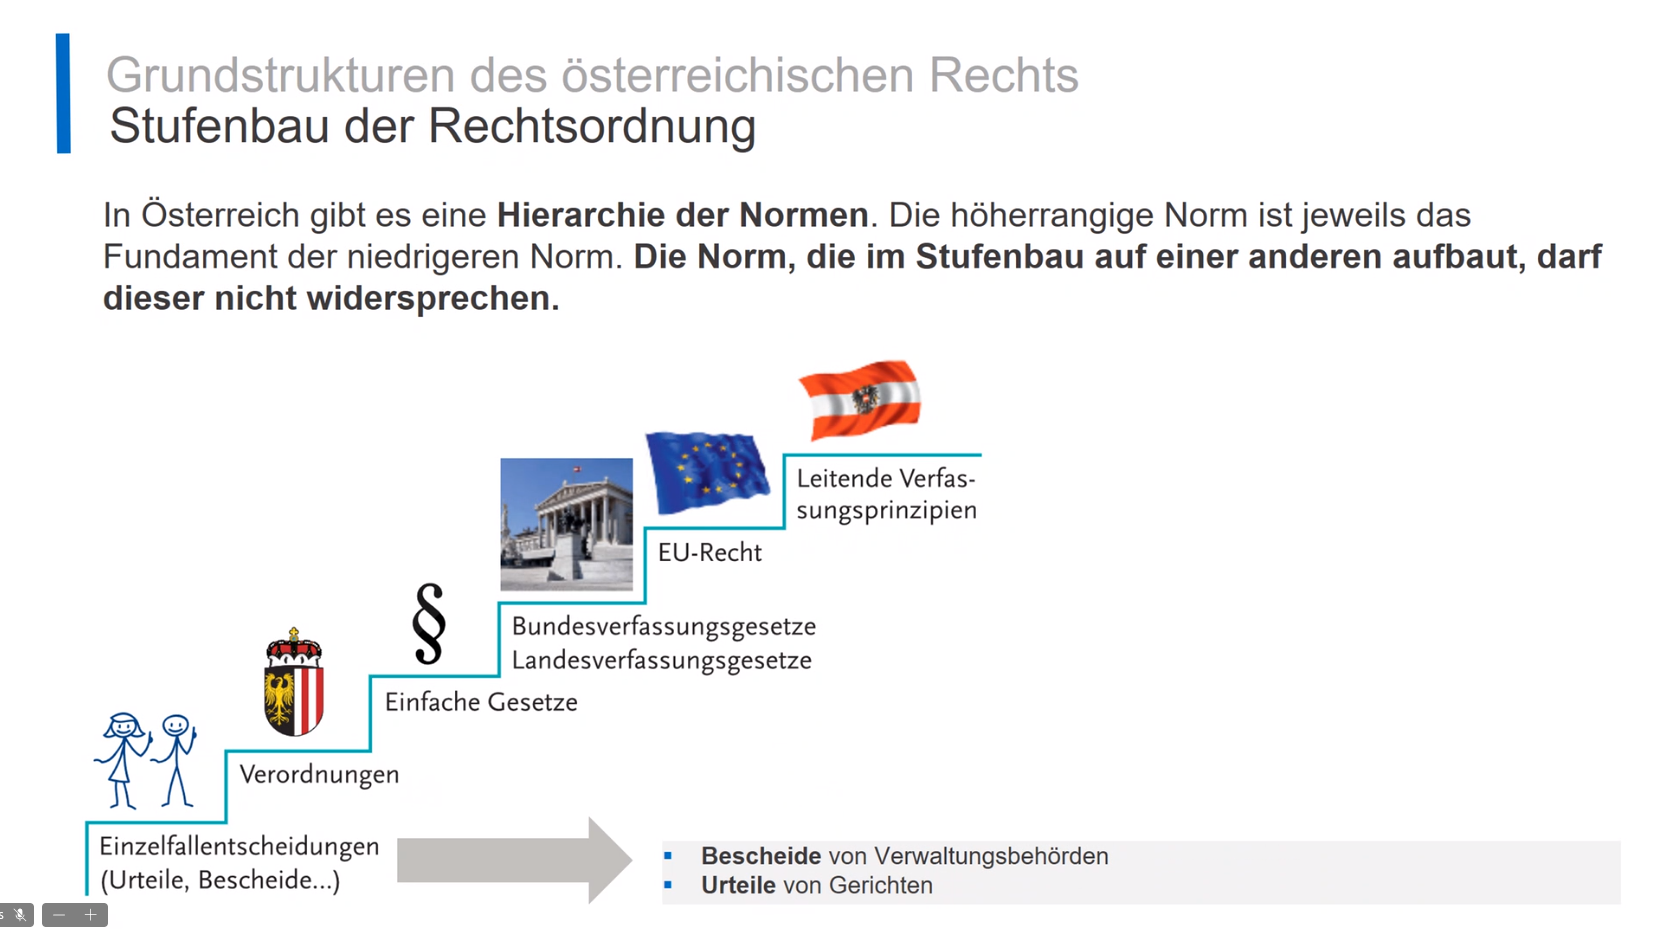 Grundstrukturen des österreichischen Rechts
Stufenbau der Rechtsordnung
In Österreich gibt es eine Hierarchie der Normen. Die höherrangige Norm ist jeweils das
Fundament der niedrigeren Norm. Die Norm, die im Stufenbau auf einer anderen aufbaut, darf
dieser nicht widersprechen.
Leitende Verfas-
sungsprinzipien
EU-Recht
Bundesverfassungsgesetze
Landesverfassungsgesetze
§
Einfache Gesetze
Verordnungen
Einzelfallentscheidungen
(Urteile, Bescheide...)
▪ Bescheide von Verwaltungsbehörden
▪ Urteile von Gerichten
s